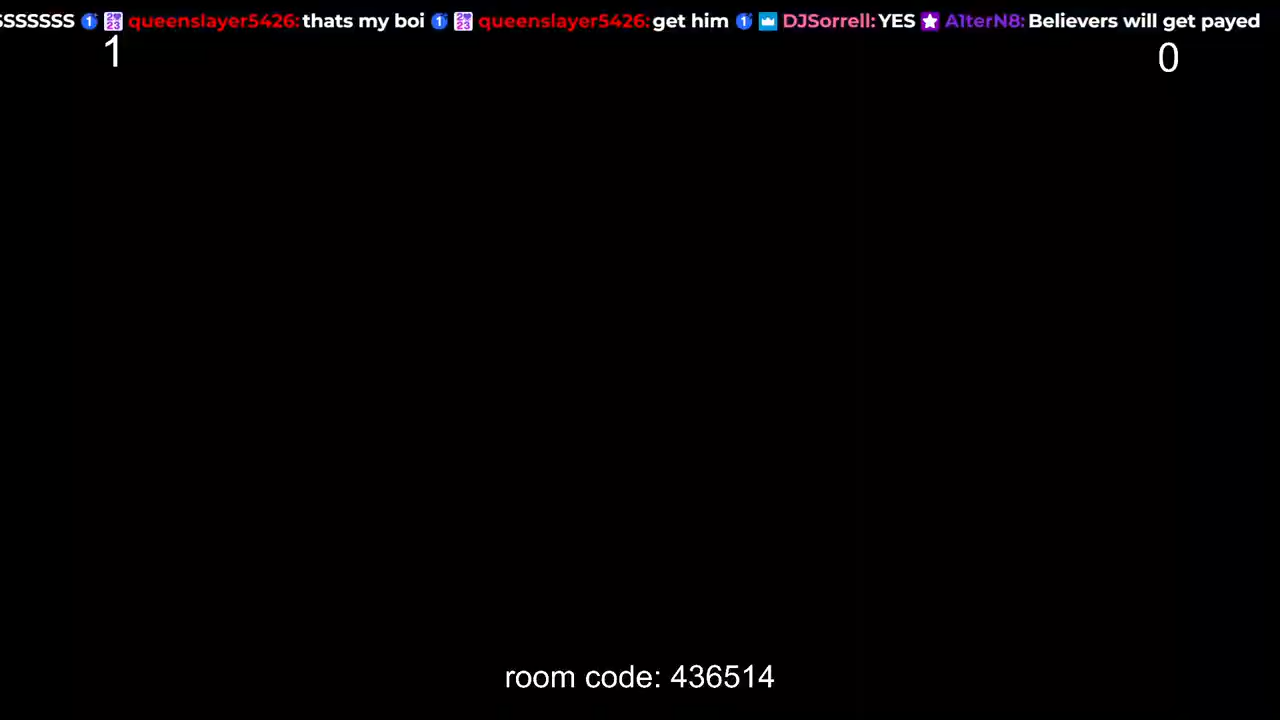 SSSSSS queenslayer5426: thats my boi queenslayer5426: get him DJSorrell: YES A1terN8: Believers will get payed
1 0
room code: 436514